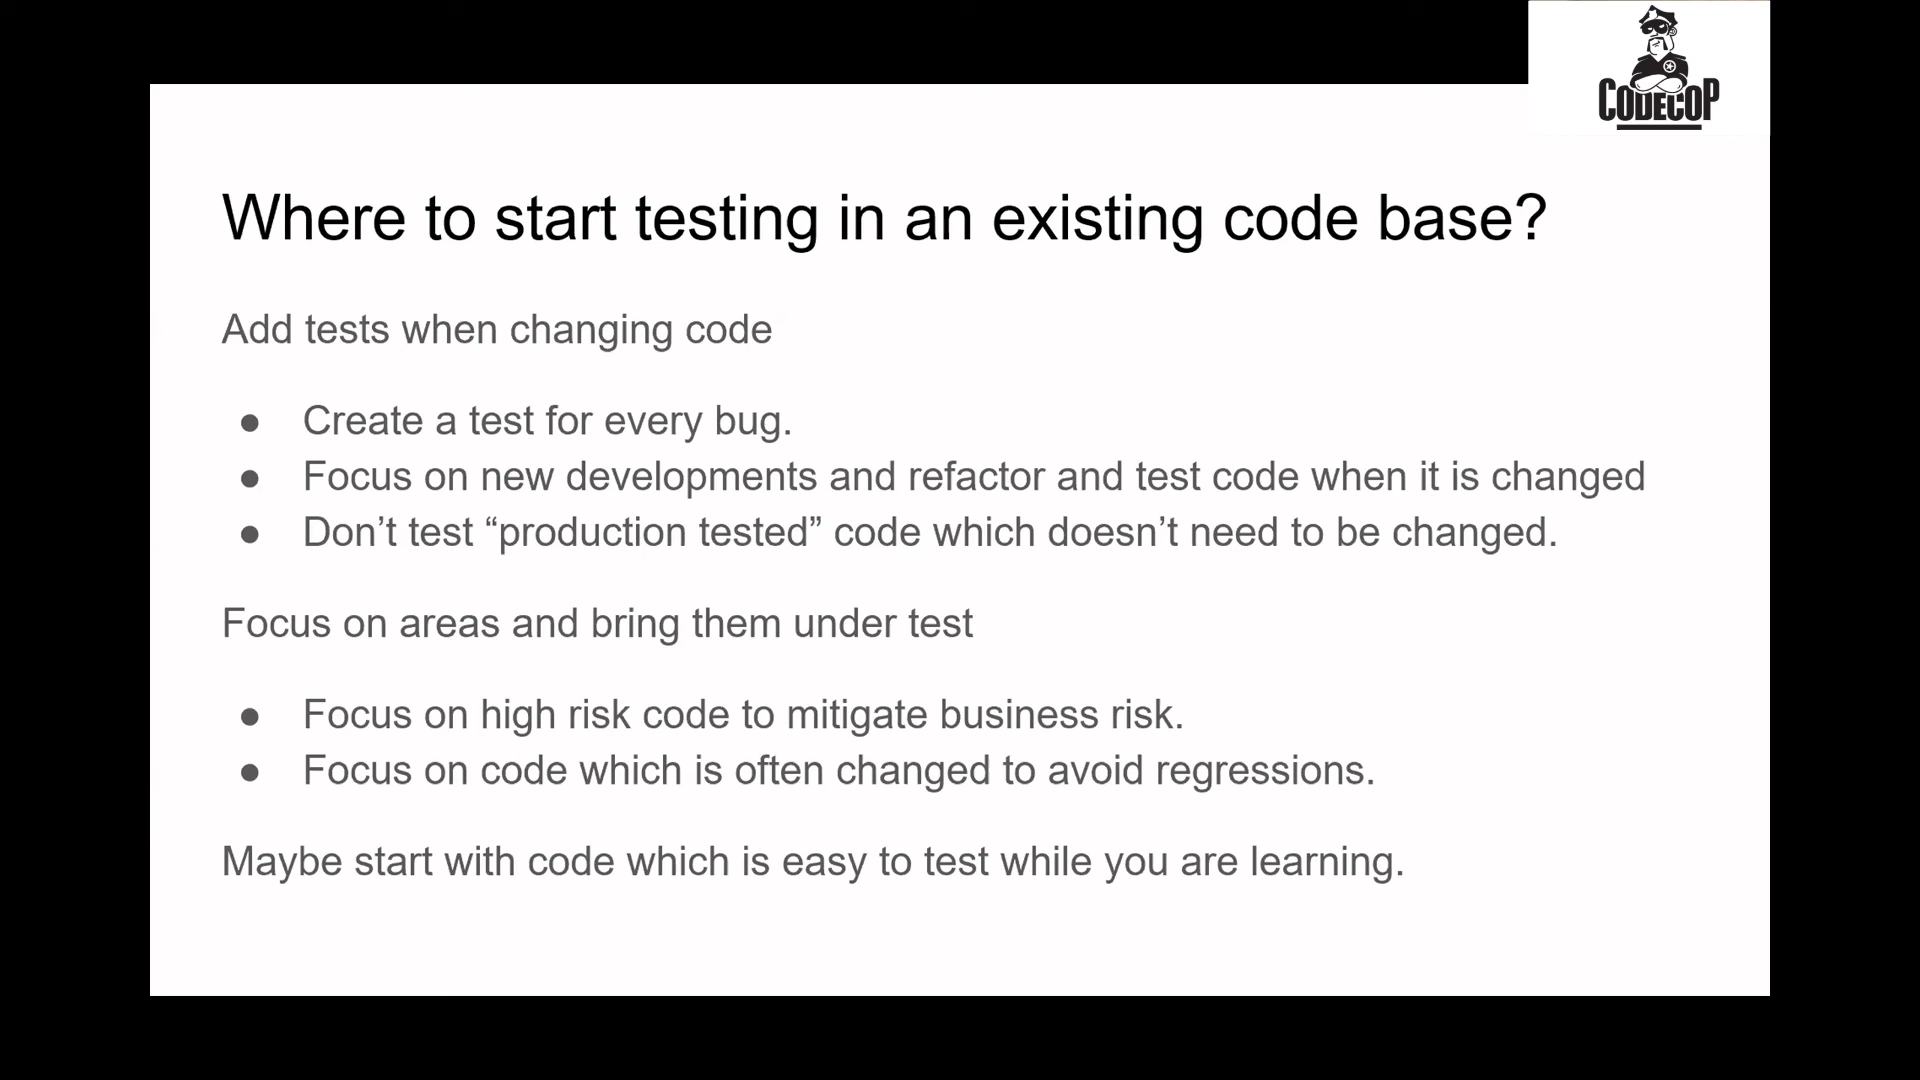 CODECOP
Where to start testing in an existing code base?
Add tests when changing code
● Create a test for every bug.
● Focus on new developments and refactor and test code when it is changed
● Don’t test “production tested” code which doesn’t need to be changed.
Focus on areas and bring them under test
● Focus on high risk code to mitigate business risk.
● Focus on code which is often changed to avoid regressions.
Maybe start with code which is easy to test while you are learning.